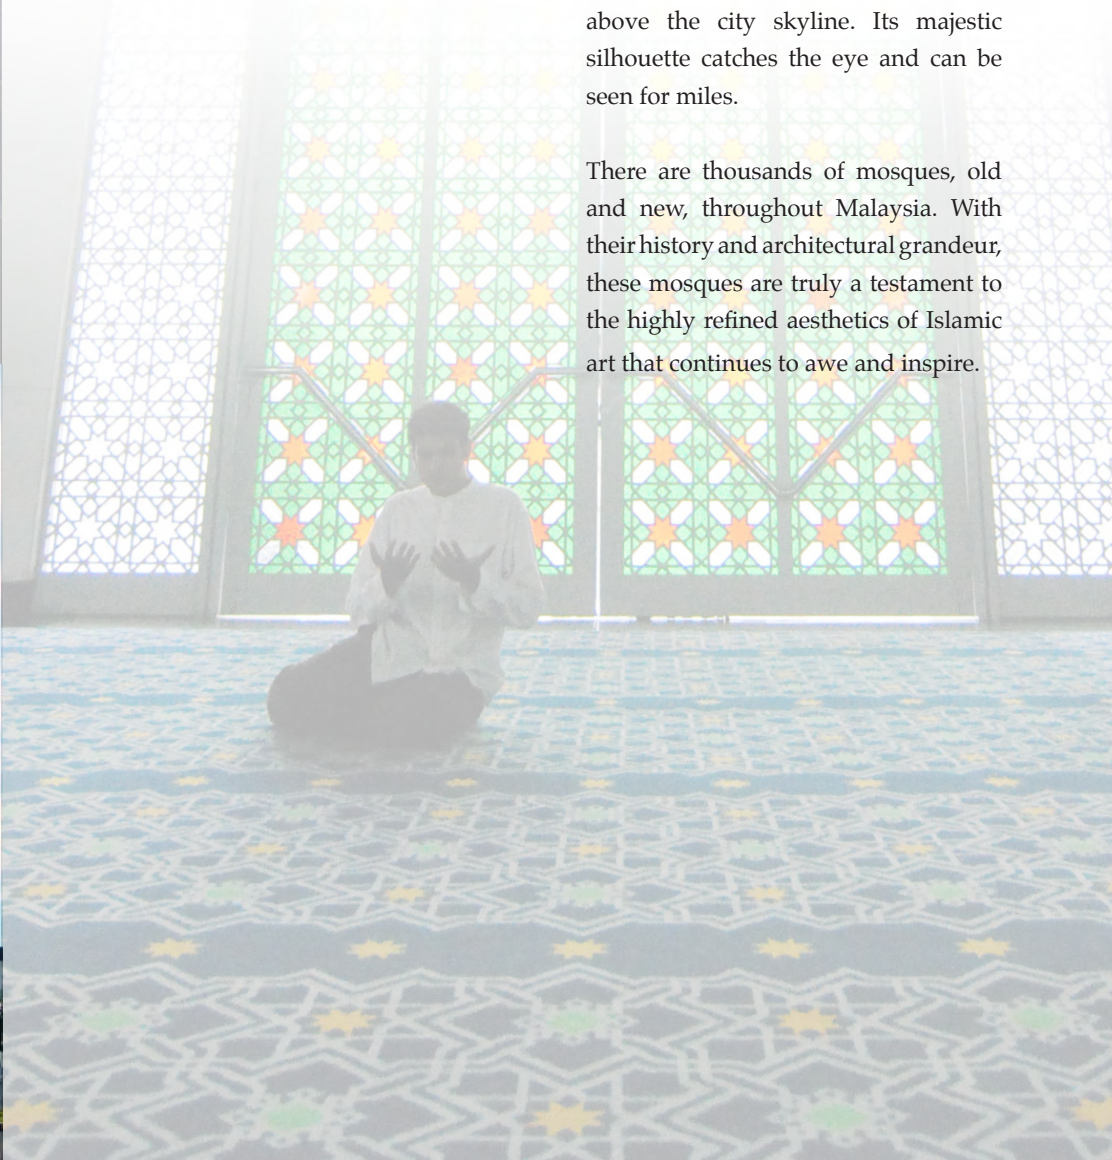 above the city skyline. Its majestic
silhouette catches the eye and can be
seen for miles.
There are thousands of mosques, old
and new, throughout Malaysia. With
their history and architectural grandeur,
these mosques are truly a testament to
the highly refined aesthetics of Islamic
art that continues to awe and inspire.